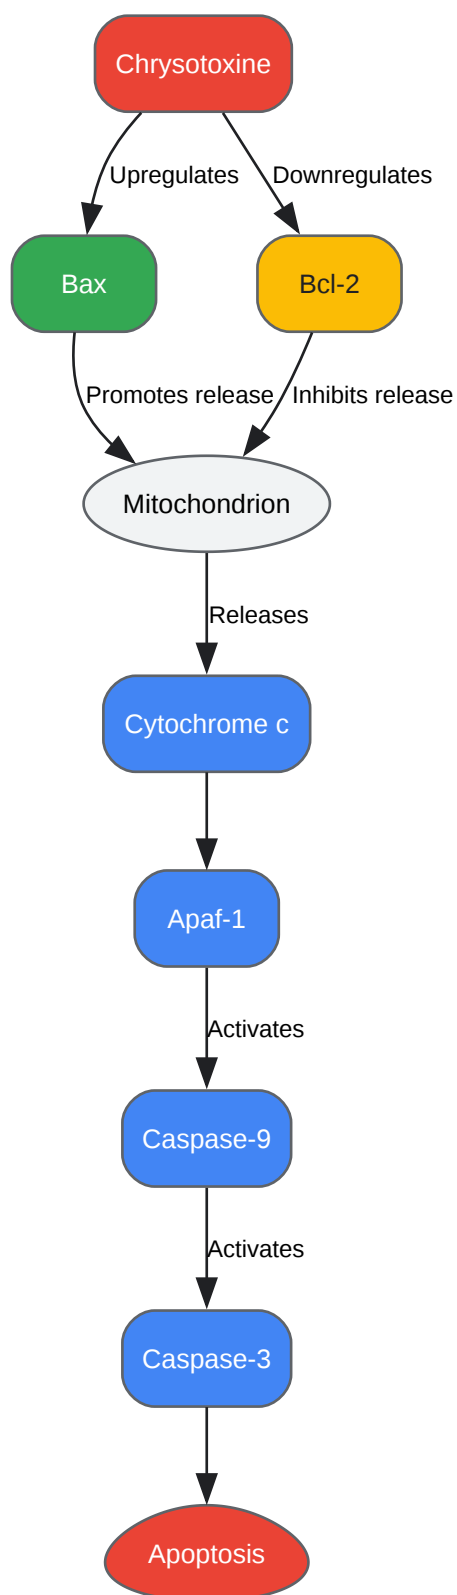 Chrysotoxine
Upregulates
Downregulates
Bax
Bcl-2
Promotes release
Inhibits release
Mitochondrion
Releases
Cytochrome c
Apaf-1
Activates
Caspase-9
Activates
Caspase-3
Apoptosis